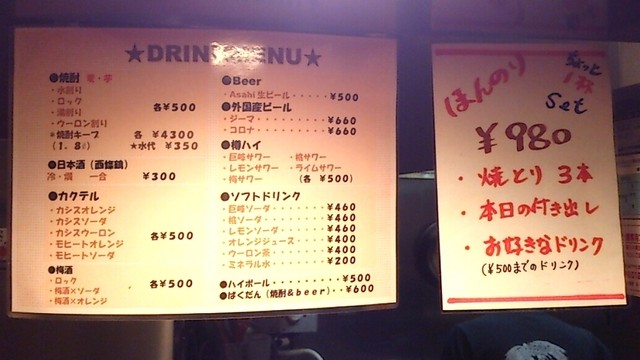 ★DRINK MENU★
●焼酎 麦・芋
・水割り
・ロック
・湯割り
・ウーロン割り
各¥500
*焼酎キープ 各 ¥4300
(1．8ℓ) ★水代 ¥350
●日本酒
冷・燗 一合 ¥300
●カクテル
・カシスオレンジ
・カシスソーダ
・カシスウーロン
・モヒートオレンジ
・モヒートソーダ
各¥500
●梅酒
・ロック
・梅酒×ソーダ
・梅酒×オレンジ
各¥500
●Beer
・Asahi生ビール・・・・・¥500
●外国産ビール
・ジーマ・・・・・・・・¥660
・コロナ・・・・・・・・¥660
●樽ハイ
・巨峰サワー ・桃サワー
・レモンサワー ・ライムサワー
・梅サワー (各 ¥500)
●ソフトドリンク
・巨峰ソーダ・・・・・・¥460
・桃ソーダ・・・・・・・¥460
・レモンソーダ・・・・・¥460
・オレンジジュース・・・¥400
・ウーロン茶・・・・・・¥400
・ミネラル水・・・・・・¥200
●ハイボール・・・・・・¥500
●ばくだん（焼酎&beer）・・¥600
ほんのり
ちょっと
1杯
Set
¥980
・焼とり 3本
・本日の付き出し
・お好きなドリンク
(¥500までのドリンク)